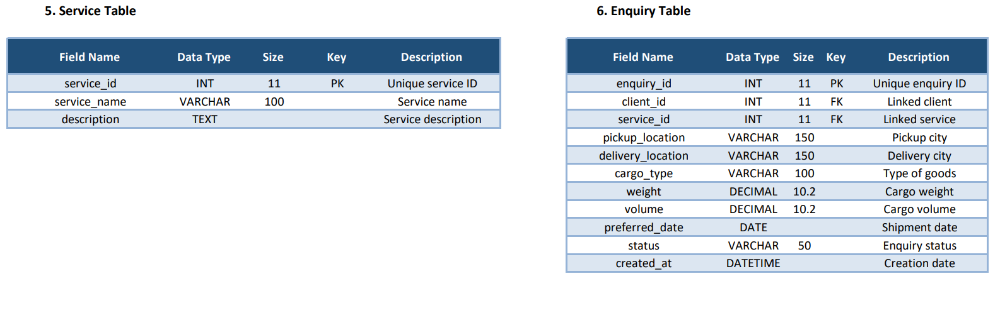 5. Service Table
Field Name Data Type Size Key Description
service_id INT 11 PK Unique service ID
service_name VARCHAR 100 Service name
description TEXT Service description
6. Enquiry Table
Field Name Data Type Size Key Description
enquiry_id INT 11 PK Unique enquiry ID
client_id INT 11 FK Linked client
service_id INT 11 FK Linked service
pickup_location VARCHAR 150 Pickup city
delivery_location VARCHAR 150 Delivery city
cargo_type VARCHAR 100 Type of goods
weight DECIMAL 10.2 Cargo weight
volume DECIMAL 10.2 Cargo volume
preferred_date DATE Shipment date
status VARCHAR 50 Enquiry status
created_at DATETIME Creation date